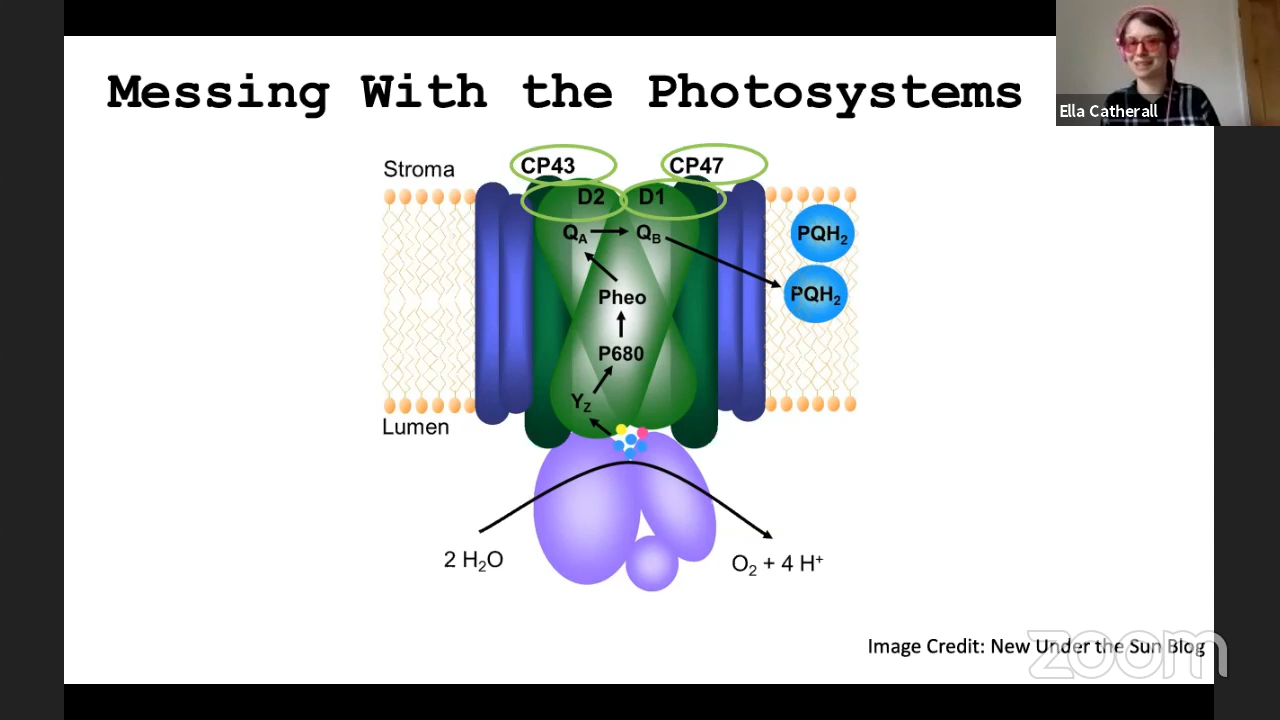 Messing With the Photosystems
Ella Catherall
Stroma
CP43
CP47
D2
D1
QA
QB
PQH2
PQH2
Pheo
P680
YZ
Lumen
2 H2O
O2 + 4 H+
Image Credit: New Under the Sun Blog
zoom